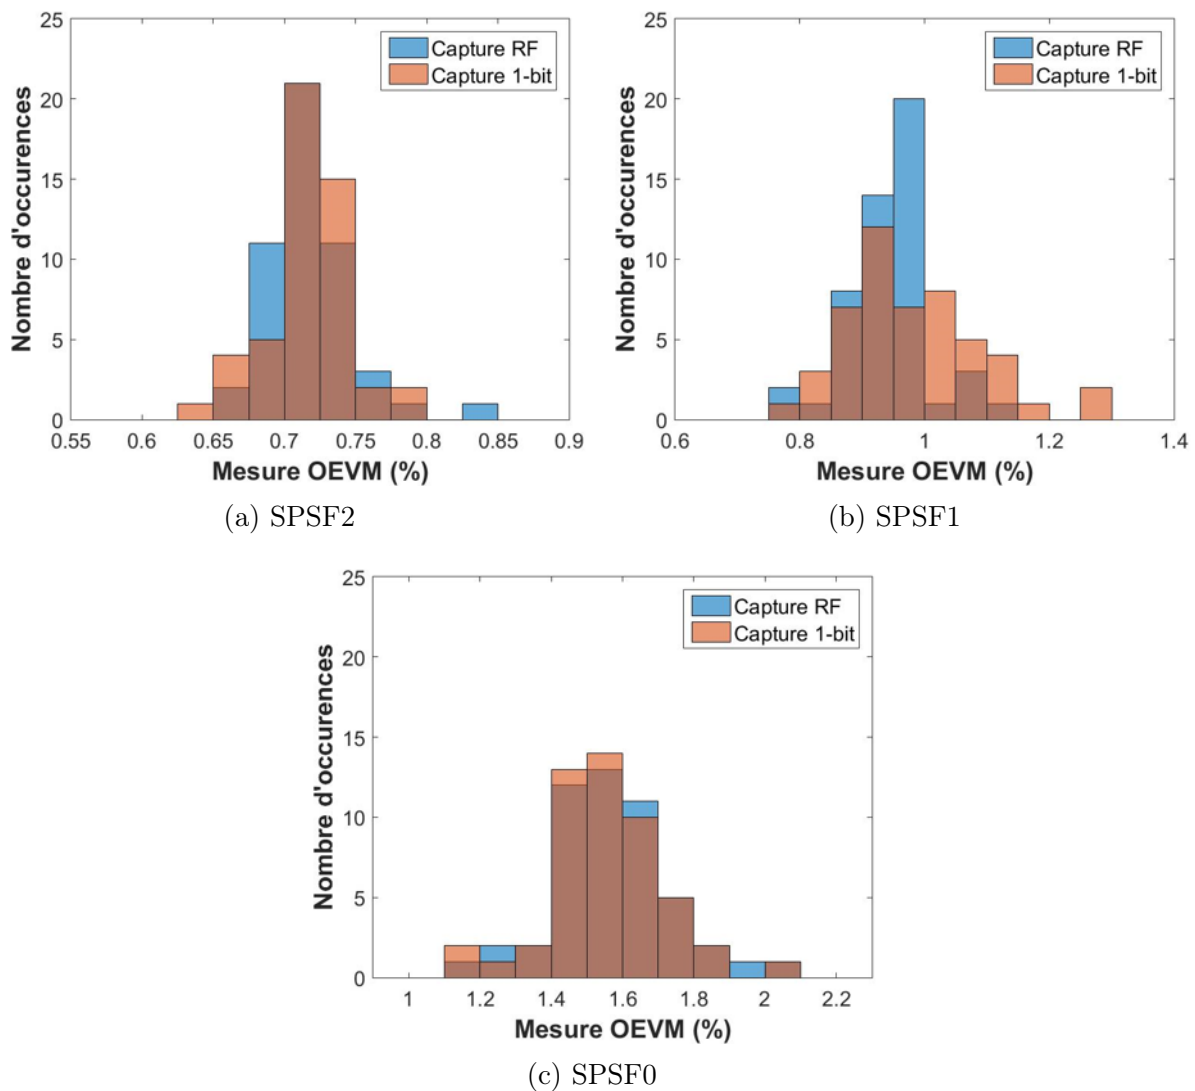 25
20
15
10
5
0
Nombre d'occurences
Capture RF
Capture 1-bit
0.55 0.6 0.65 0.7 0.75 0.8 0.85 0.9
Mesure OEVM (%)
(a) SPSF2
25
20
15
10
5
0
Nombre d'occurences
Capture RF
Capture 1-bit
0.6 0.8 1 1.2 1.4
Mesure OEVM (%)
(b) SPSF1
25
20
15
10
5
0
Nombre d'occurences
Capture RF
Capture 1-bit
1 1.2 1.4 1.6 1.8 2 2.2
Mesure OEVM (%)
(c) SPSF0